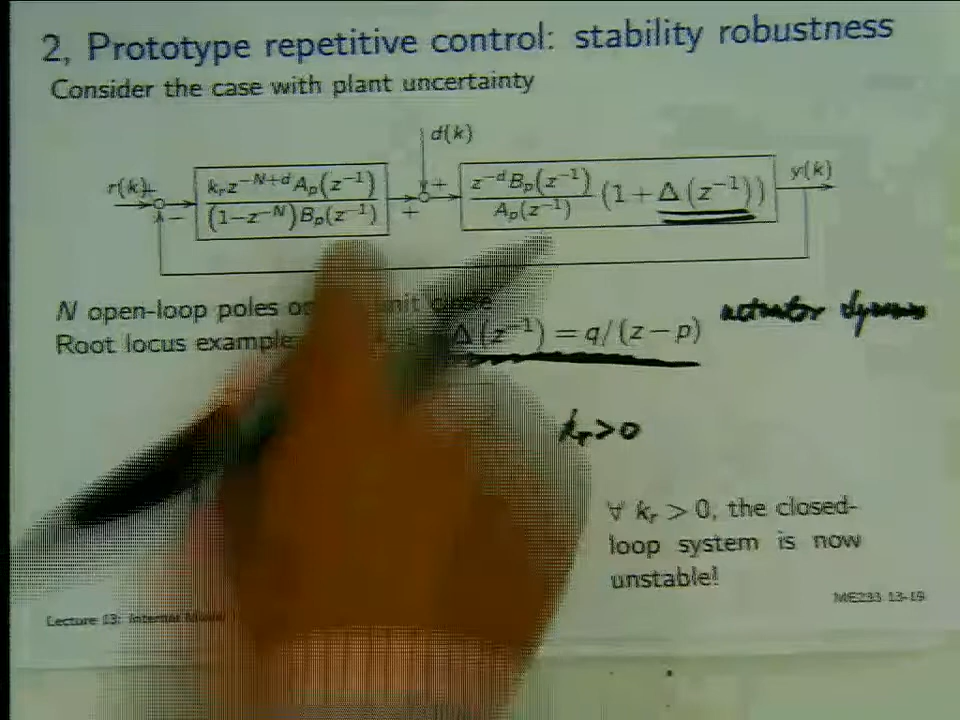 2, Prototype repetitive control: stability robustness
Consider the case with plant uncertainty
d(k)
r(k) + − k_r z^{-N+d} A_p(z^{-1}) / (1−z^{-N}) B_p(z^{-1}) + + z^{-d} B_p(z^{-1}) / A_p(z^{-1}) (1 + Δ(z^{-1})) y(k)
N open-loop poles on unit
Root locus example Δ(z^{-1}) = q/(z − p) actuator
k_r>0
∀ k_r > 0, the closed-
loop system is now
unstable!
ME233 13-19
Lecture 13: Internal Model